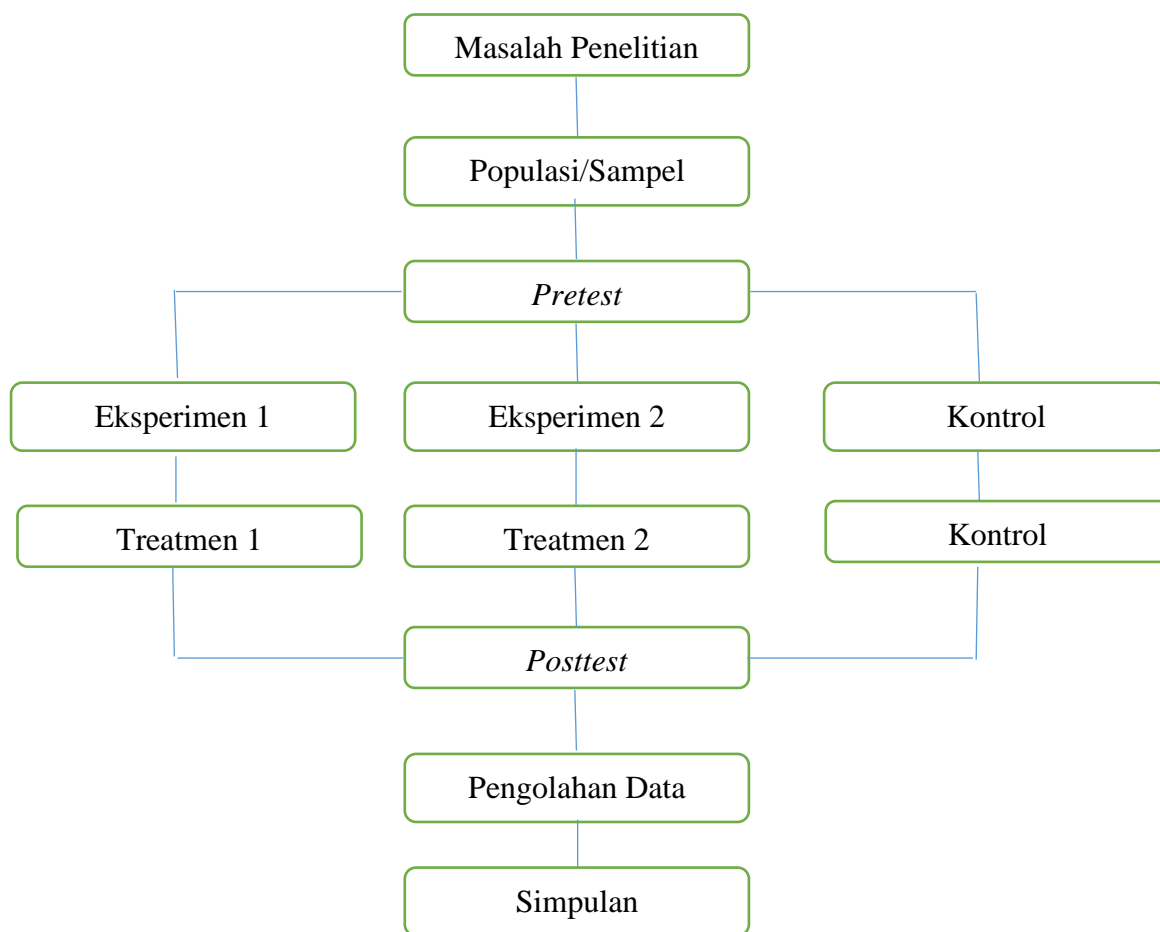 Masalah Penelitian
Populasi/Sampel
Pretest
Eksperimen 1
Eksperimen 2
Kontrol
Treatmen 1
Treatmen 2
Kontrol
Posttest
Pengolahan Data
Simpulan